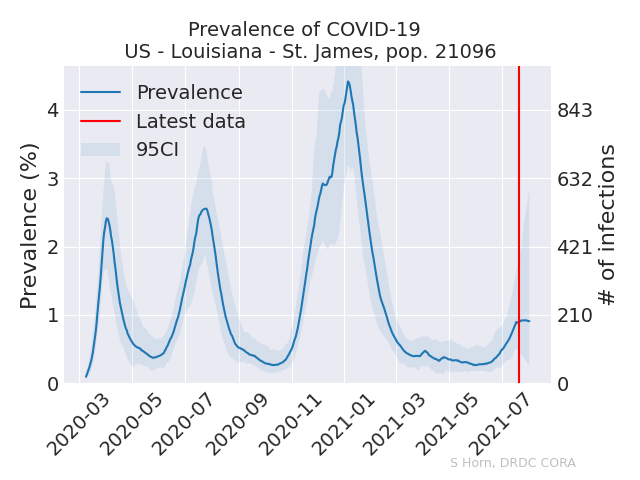 Prevalence of COVID-19
US - Louisiana - St. James, pop. 21096
Prevalence
Latest data
95CI
Prevalence (%)
4
3
2
1
0
# of infections
843
632
421
210
0
2020-03
2020-05
2020-07
2020-09
2020-11
2021-01
2021-03
2021-05
2021-07
S Horn, DRDC CORA